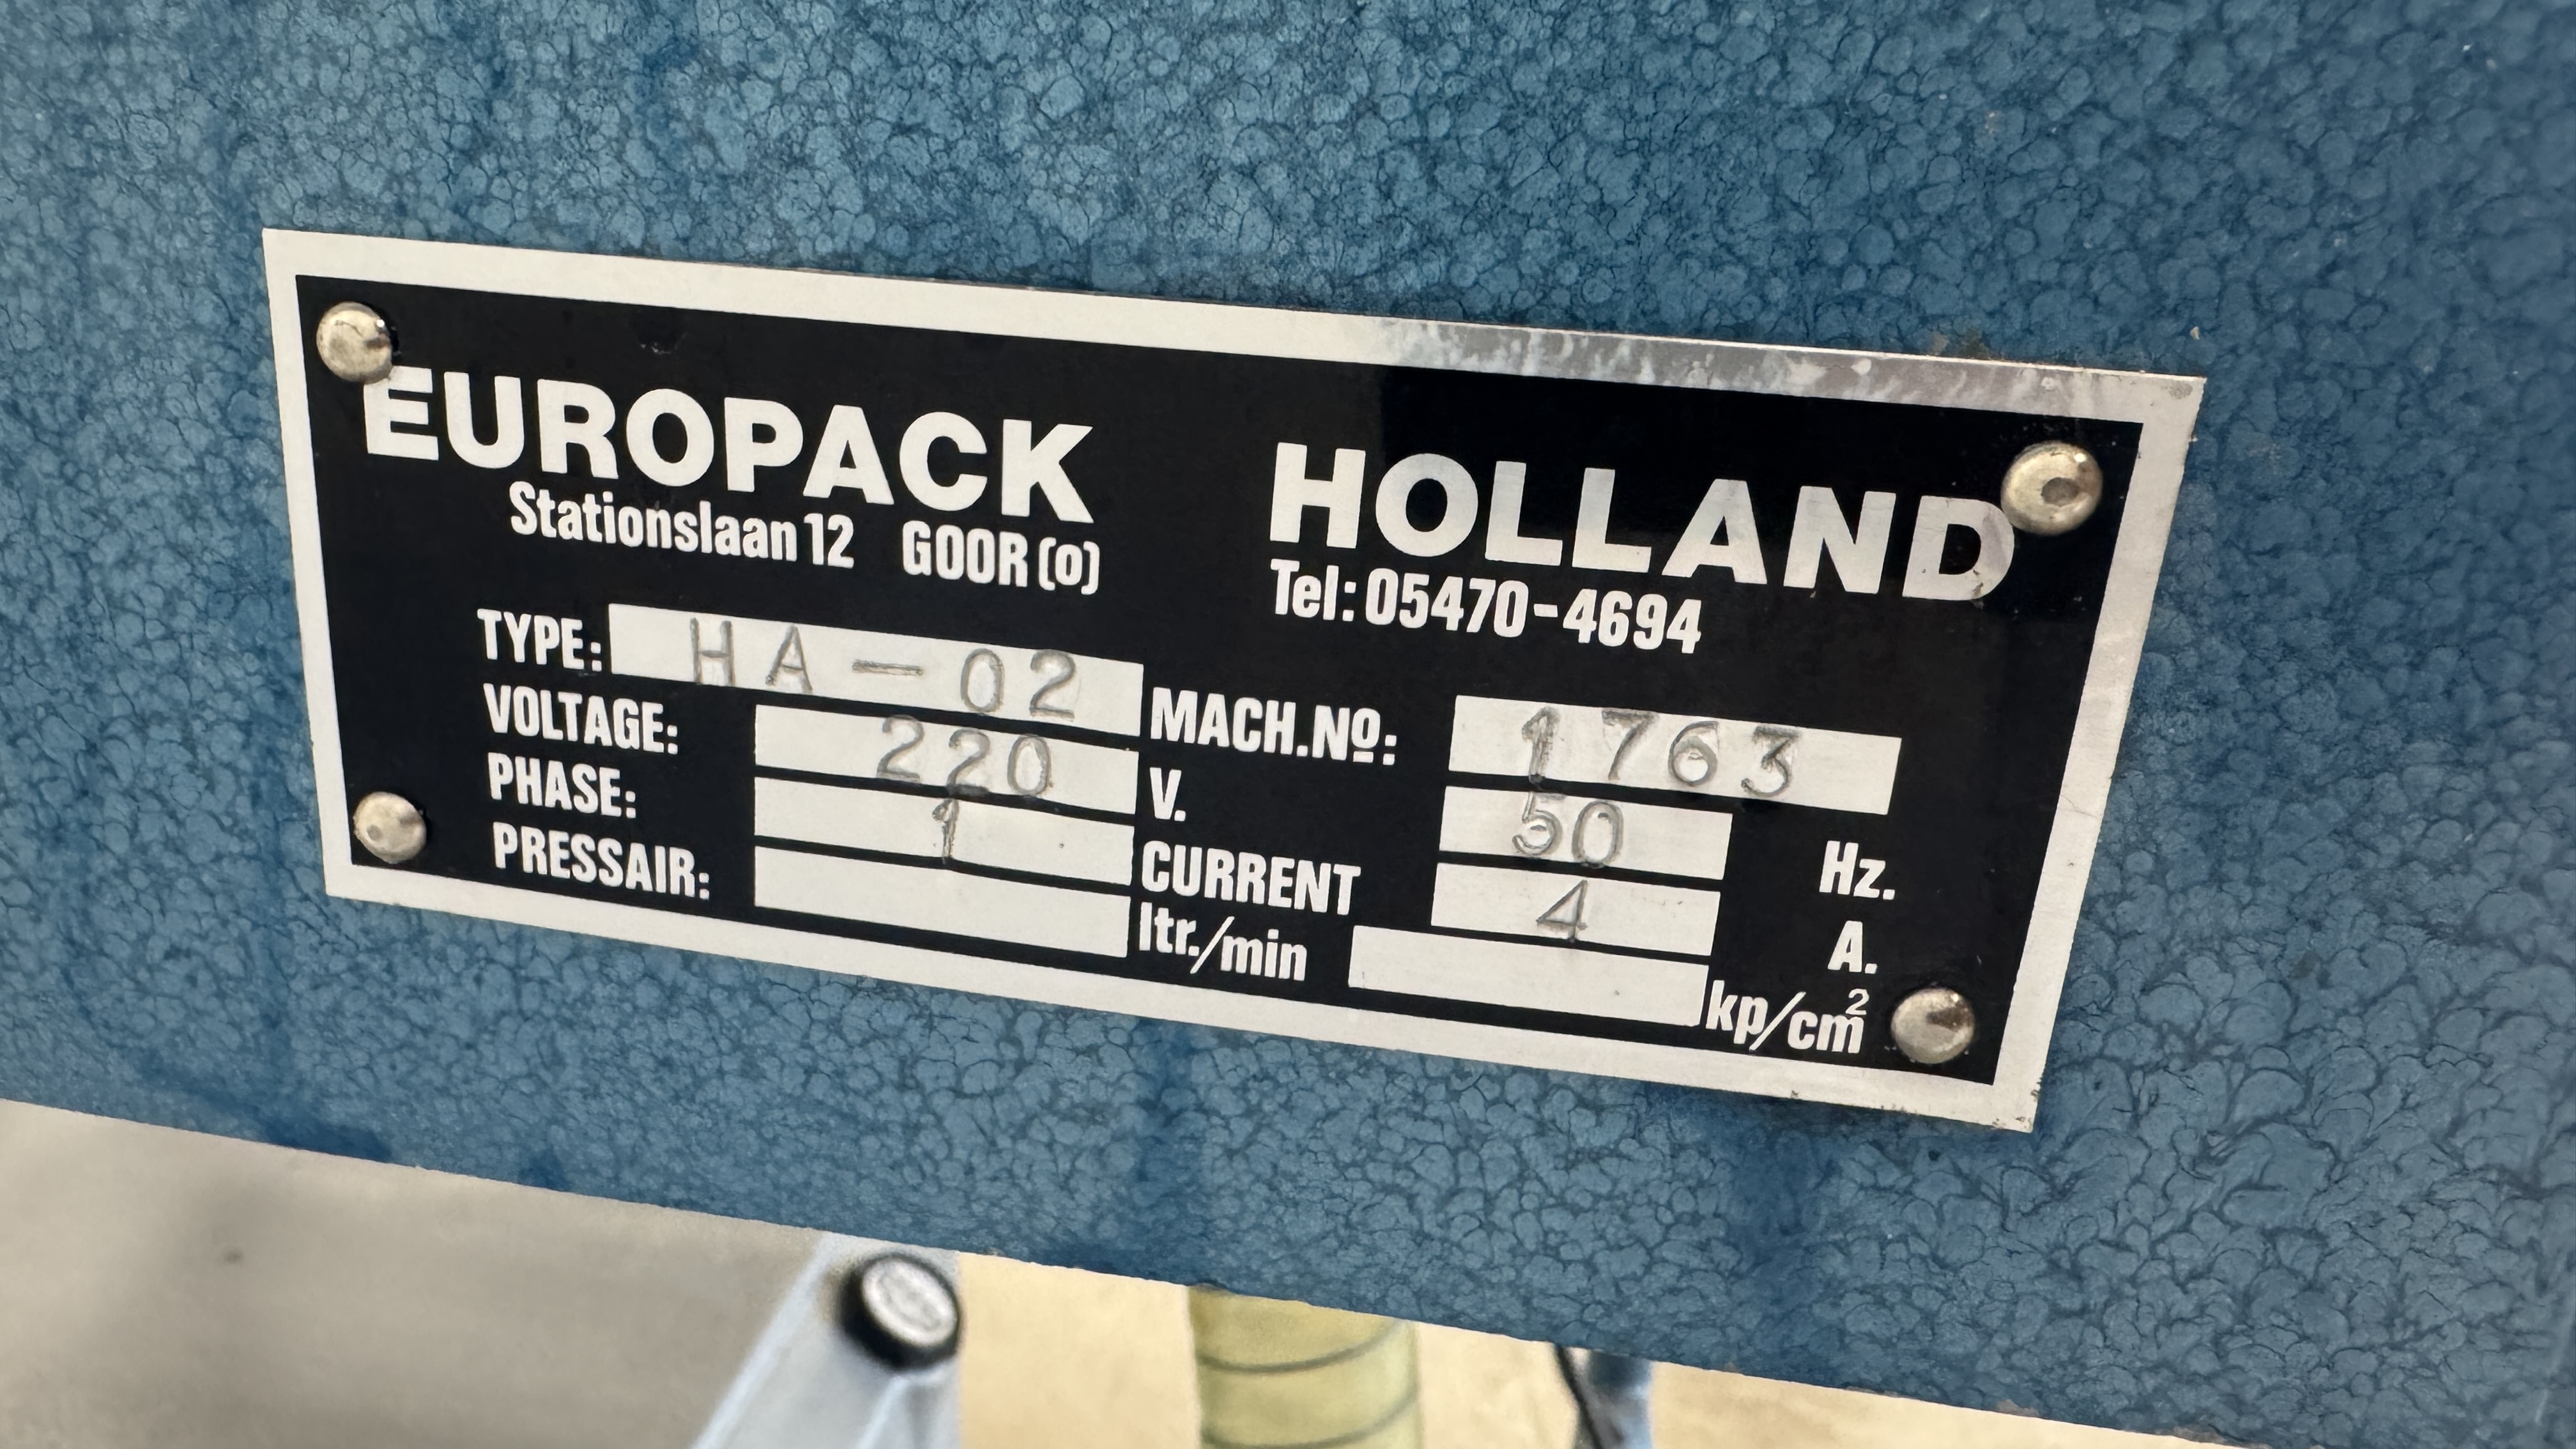 EUROPACK HOLLAND
Stationslaan 12 GOOR (O) Tel: 05470-4694
TYPE: HA-02 MACH.Nº: 1763
VOLTAGE: 220 V. 50 Hz.
PHASE: 1 CURRENT 4 A.
PRESSAIR: ltr./min kp/cm²